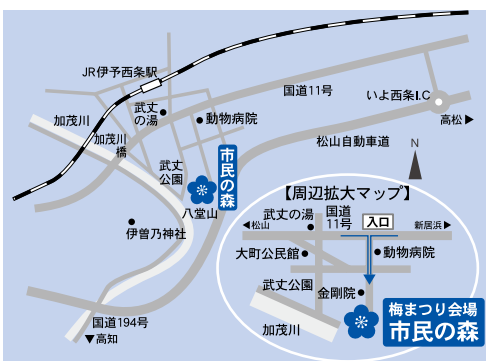 JR伊予西条駅
国道11号
いよ西条I.C
高松▶
加茂川
武丈
の湯
動物病院
加茂川
橋
松山自動車道
N
武丈
公園
市民の森
八堂山
伊曽乃神社
国道194号
▼高知
【周辺拡大マップ】
武丈の湯
国道
11号
入口
◀松山
新居浜▶
大町公民館
動物病院
武丈公園
金剛院
加茂川
梅まつり会場
市民の森